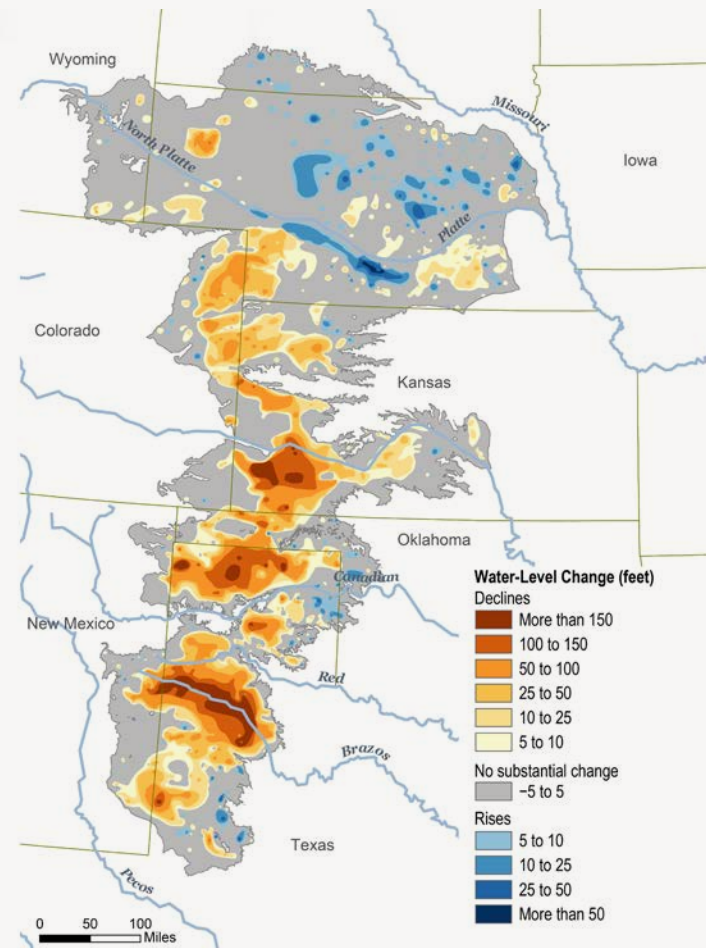 Wyoming
Missouri
North Platte
Iowa
Platte
Colorado
Kansas
Oklahoma
Canadian
New Mexico
Red
Brazos
Texas
Pecos
Water-Level Change (feet)
Declines
More than 150
100 to 150
50 to 100
25 to 50
10 to 25
5 to 10
No substantial change
−5 to 5
Rises
5 to 10
10 to 25
25 to 50
More than 50
0 50 100
Miles